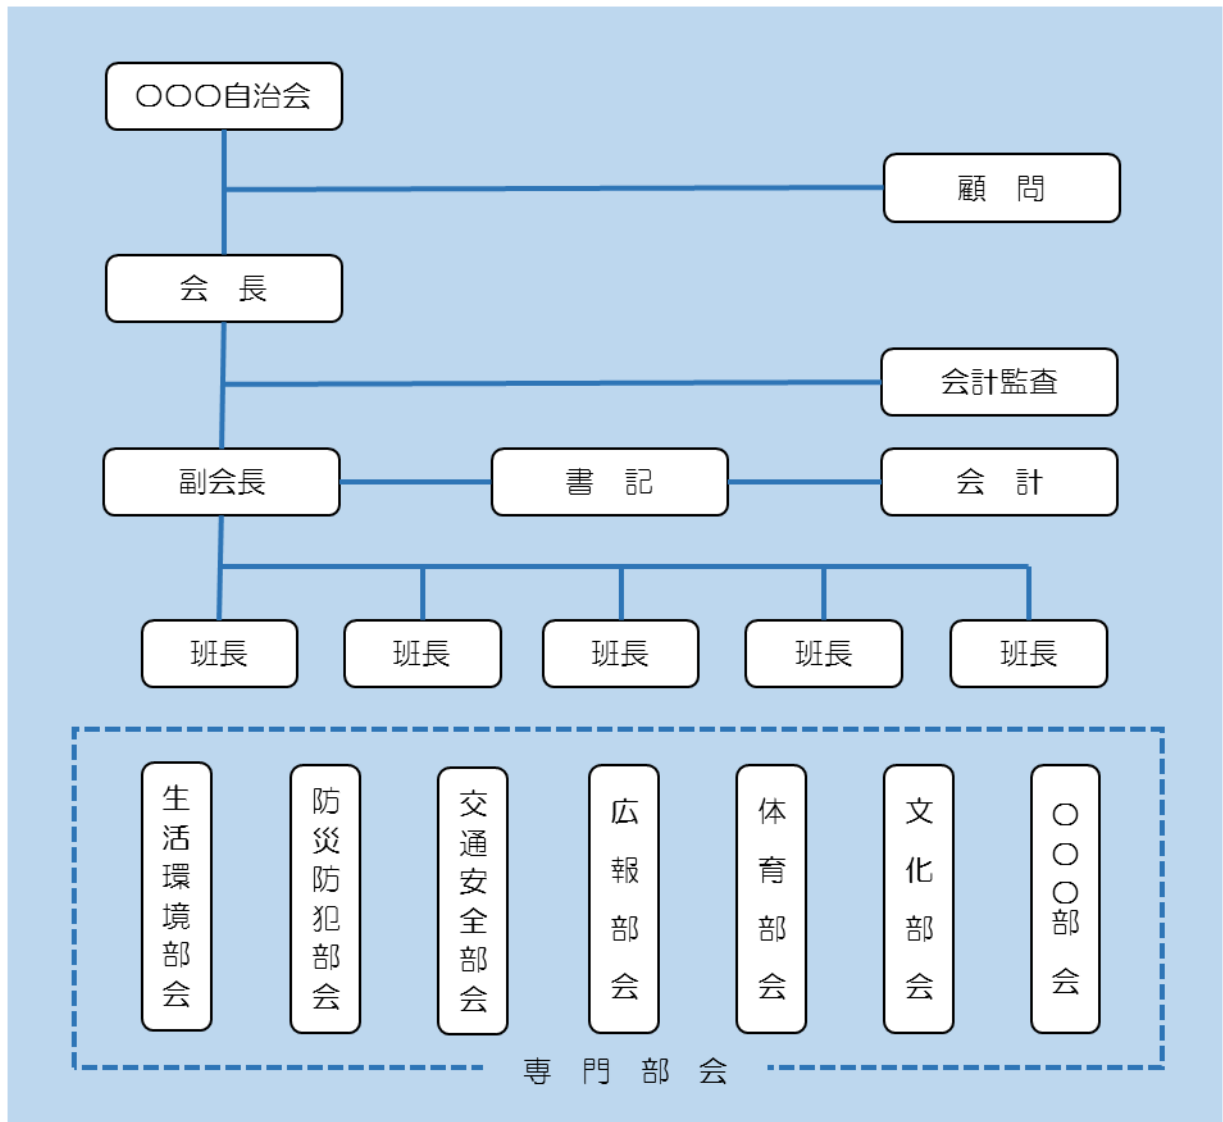 〇〇〇自治会
顧　問
会　長
会計監査
副会長
書　記
会　計
班長
班長
班長
班長
班長
生活環境部会
防災防犯部会
交通安全部会
広報部会
体育部会
文化部会
〇〇〇部会
専　門　部　会